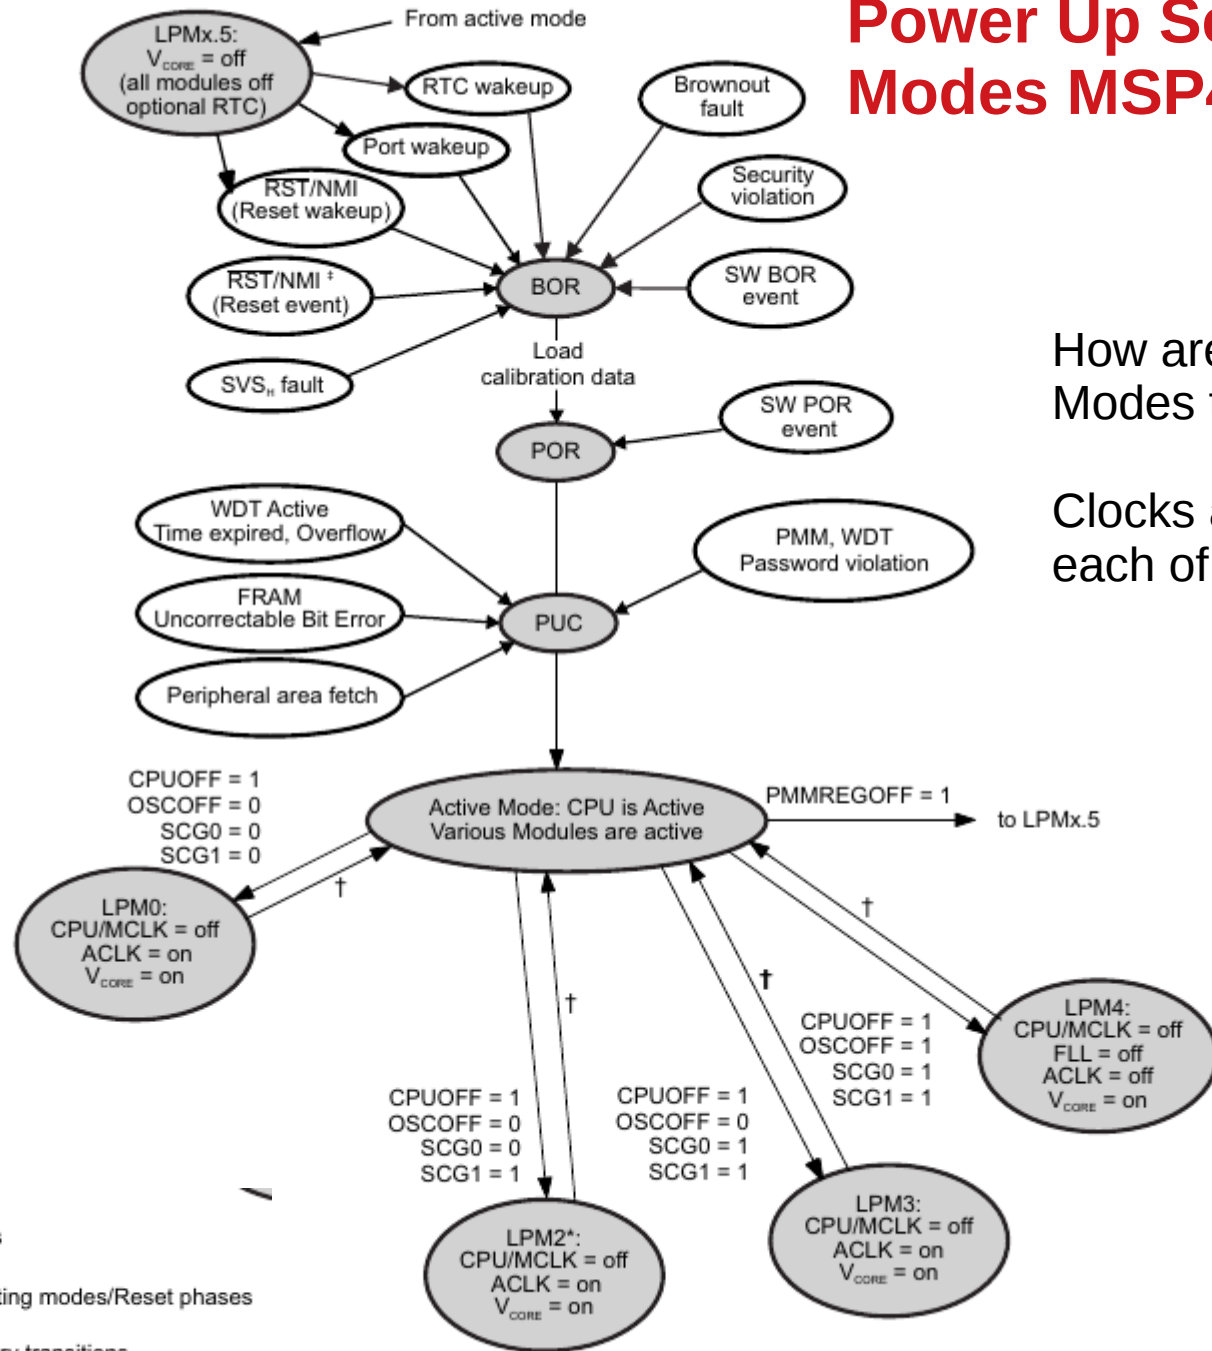 Power Up
Modes
LPMx.5:
VCORE = off
(all modules off
optional RTC)
From active mode
RTC wakeup
Brownout
fault
Port wakeup
Security
violation
RST/NMI
(Reset wakeup)
RST/NMI ‡
(Reset event)
BOR
SW BOR
event
SVSH fault
Load
calibration data
How are
Modes
SW POR
event
POR
Clocks
each of
WDT Active
Time expired, Overflow
PMM, WDT
Password violation
FRAM
Uncorrectable Bit Error
PUC
Peripheral area fetch
CPUOFF = 1
OSCOFF = 0
SCG0 = 0
SCG1 = 0
Active Mode: CPU is Active
Various Modules are active
PMMREGOFF = 1
to LPMx.5
†
†
†
†
LPM0:
CPU/MCLK = off
ACLK = on
VCORE = on
CPUOFF = 1
OSCOFF = 1
SCG0 = 1
SCG1 = 1
LPM4:
CPU/MCLK = off
FLL = off
ACLK = off
VCORE = on
CPUOFF = 1
OSCOFF = 0
SCG0 = 0
SCG1 = 1
CPUOFF = 1
OSCOFF = 0
SCG0 = 1
SCG1 = 1
LPM2*:
CPU/MCLK = off
ACLK = on
VCORE = on
LPM3:
CPU/MCLK = off
ACLK = on
VCORE = on
modes/Reset phases
transitions